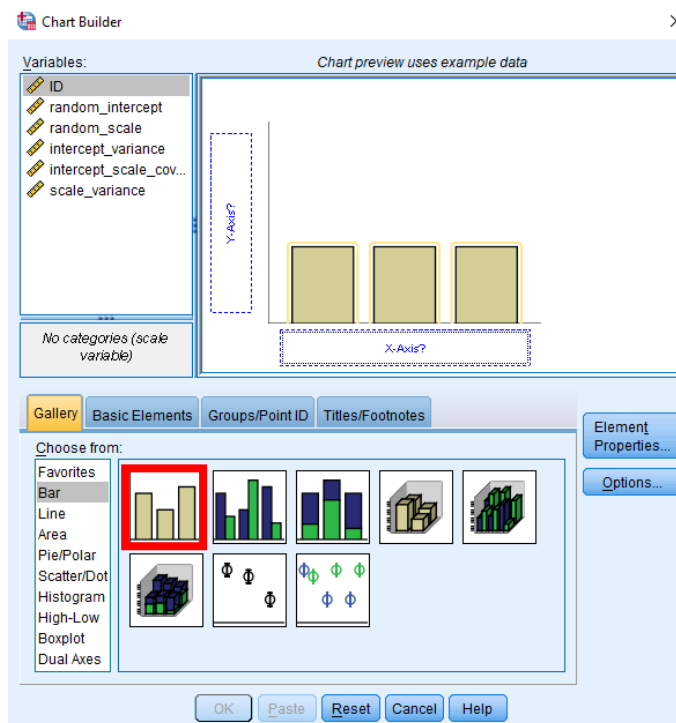 Chart Builder
Variables:
Chart preview uses example data
ID
random_intercept
random_scale
intercept_variance
intercept_scale_cov...
scale_variance
Y-Axis?
X-Axis?
No categories (scale
variable)
Gallery
Basic Elements
Groups/Point ID
Titles/Footnotes
Element
Properties...
Options...
Choose from:
Favorites
Bar
Line
Area
Pie/Polar
Scatter/Dot
Histogram
High-Low
Boxplot
Dual Axes
OK
Paste
Reset
Cancel
Help